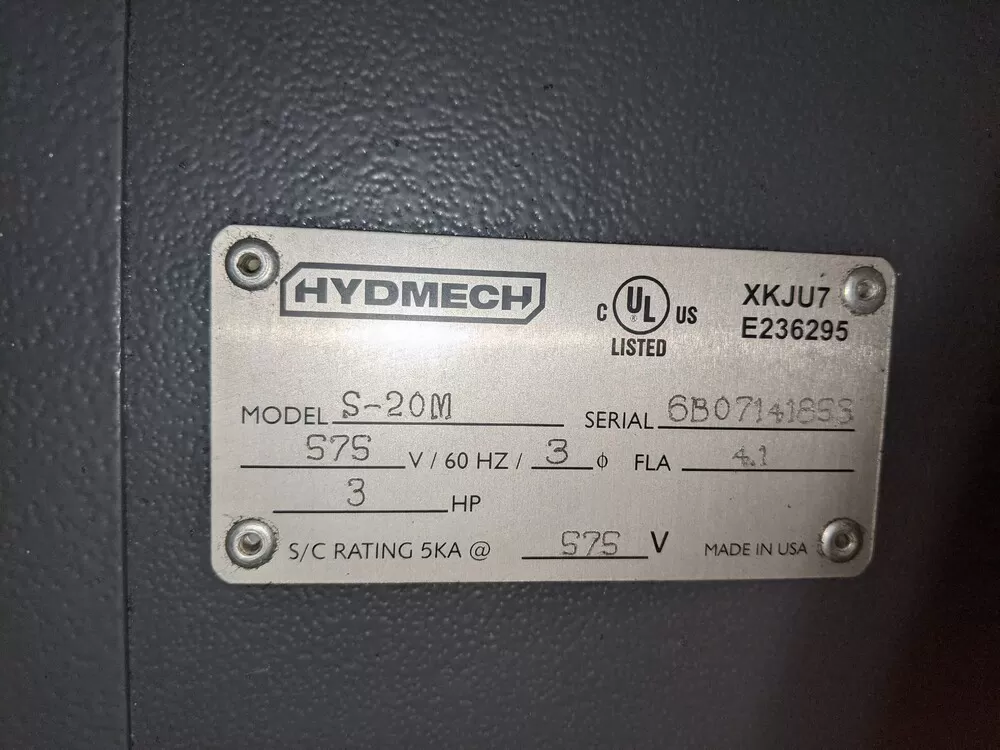 HYDMECH
C UL US
®
LISTED
XKJU7
E236295
MODEL S-20M SERIAL 6B07141855
575 V / 60 HZ / 3 ϕ FLA 4.1
3 HP
S/C RATING 5KA @ 575 V MADE IN USA